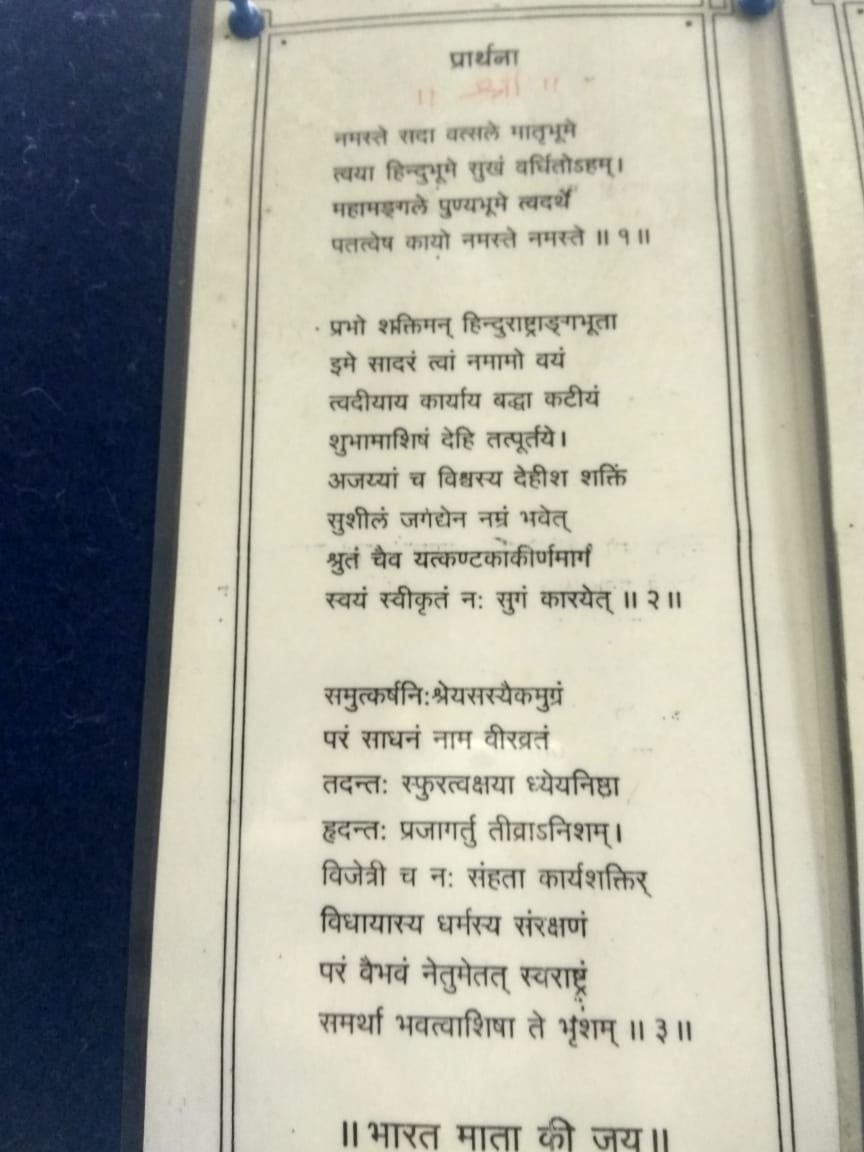 प्रार्थना
॥ श्री ॥
नमस्ते सदा वत्सले मातृभूमे
त्वया हिन्दुभूमे सुखं वर्धितोऽहम्।
महामङ्गले पुण्यभूमे त्वदर्थे
पतत्वेष कायो नमस्ते नमस्ते ॥ १ ॥
प्रभो शक्तिमन् हिन्दुराष्ट्राङ्गभूता
इमे सादरं त्वां नमामो वयं
त्वदीयाय कार्याय बद्धा कटीयं
शुभामाशिषं देहि तत्पूर्तये।
अजय्यां च विश्वस्य देहीश शक्तिं
सुशीलं जगद्येन नम्रं भवेत्
श्रुतं चैव यत्कण्टकाकीर्णमार्गं
स्वयं स्वीकृतं नः सुगं कारयेत् ॥ २ ॥
समुत्कर्षनिःश्रेयसस्यैकमुग्रं
परं साधनं नाम वीरव्रतं
तदन्तः स्फुरत्वक्षया ध्येयनिष्ठा
हृदन्तः प्रजागर्तु तीव्राऽनिशम्।
विजेत्री च नः संहता कार्यशक्तिर्
विधायास्य धर्मस्य संरक्षणं
परं वैभवं नेतुमेतत् स्वराष्ट्रं
समर्था भवत्वाशिषा ते भृशम् ॥ ३ ॥
॥ भारत माता की जय ॥